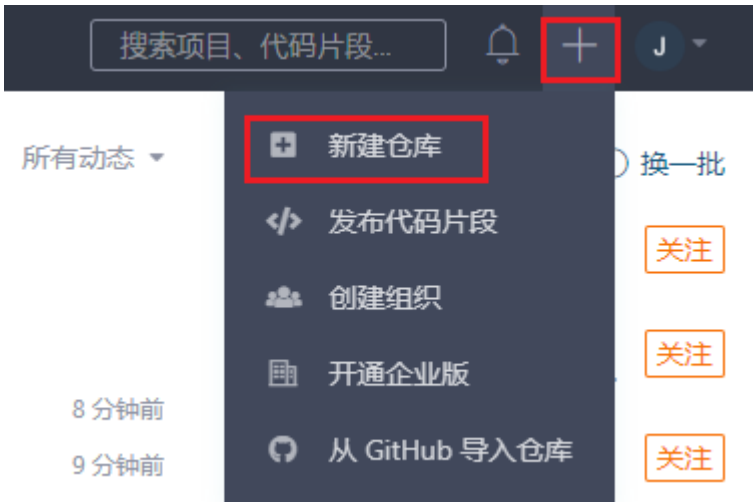 搜索项目、代码片段...
J
所有动态
新建仓库
换一批
发布代码片段
关注
创建组织
开通企业版
关注
8 分钟前
从 GitHub 导入仓库
9 分钟前
关注